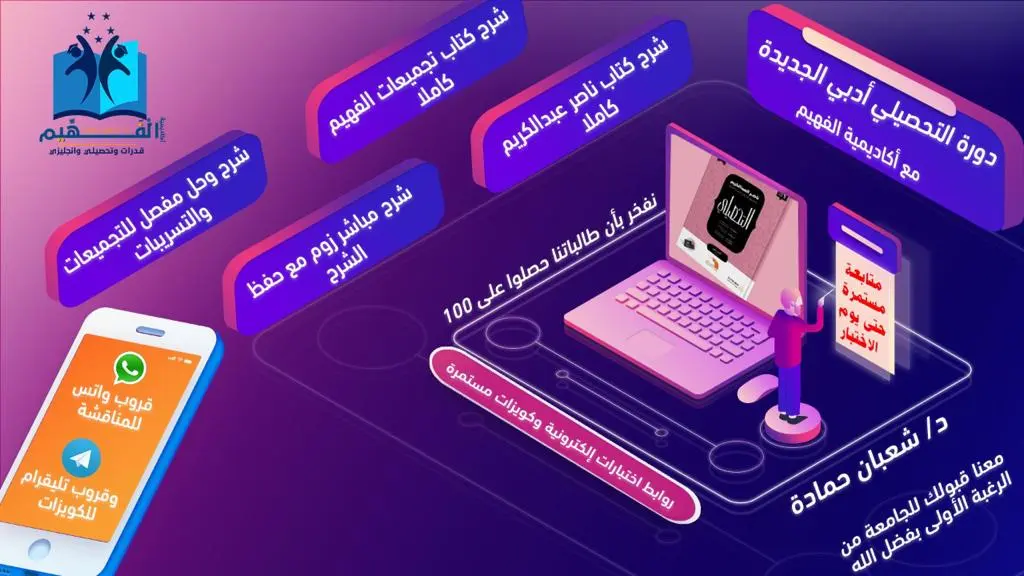 دورة التحصيلي أدبي الجديدة
مع أكاديمية الفهيم
شرح كتاب ناصر عبدالكريم
كاملا
شرح كتاب تجميعات الفهيم
كاملا
الفهيم
قدرات وتحصيلي وانجليزي
شرح وحل مفصل للتجميعات
والتسريبات
شرح مباشر زووم مع حفظ
الشرح
نفخر بأن طالباتنا حصلوا على 100
متابعة
مستمرة
حتى يوم
الاختبار
روابط اختبارات إلكترونية وكويزات مستمرة
قروب واتس
للمناقشة
وقروب تليفرام
للكويزات
د/ شعبان حمادة
معنا قبولك للجامعة من
الرغبة الأولى بفضل الله